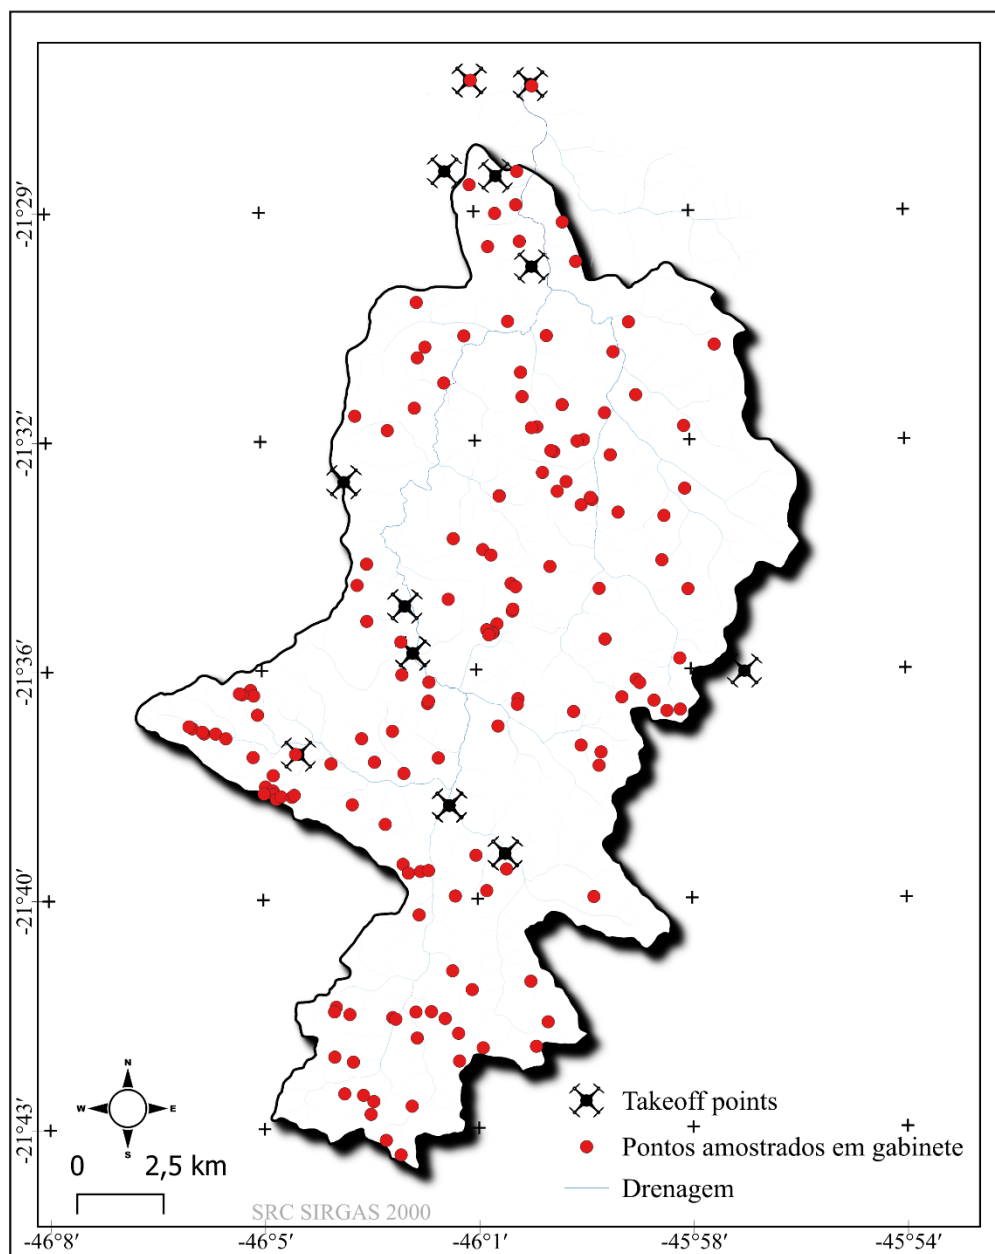 -21°29′
-21°32′
-21°36′
-21°40′
-21°43′
N
W E
S
0 2,5 km
SRC SIRGAS 2000
Takeoff points
Pontos amostrados em gabinete
Drenagem
-46°8′ -46°5′ -46°1′ -45°58′ -45°54′